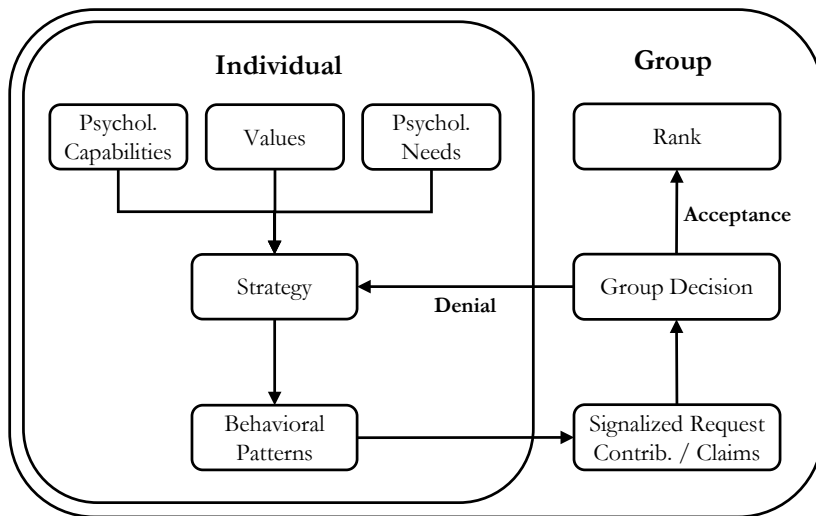 Individual
Group
Psychol.
Capabilities
Values
Psychol.
Needs
Rank
Acceptance
Strategy
Denial
Group Decision
Behavioral
Patterns
Signalized Request
Contrib. / Claims